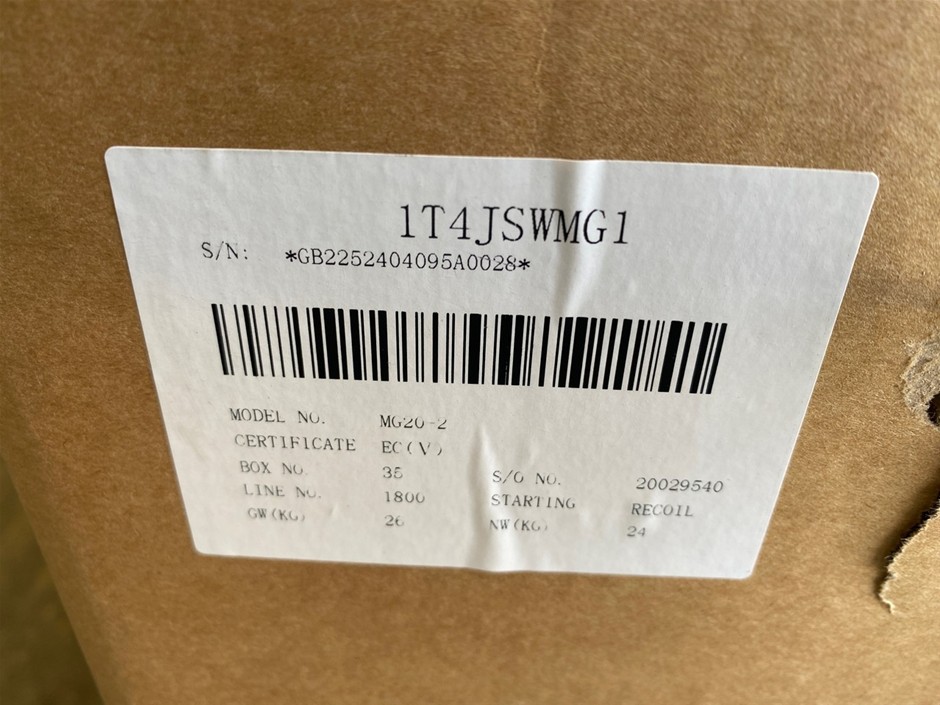 1T4JSWMG1
S/N: *GB2252404095A0028*
MODEL NO. MG20-2
CERTIFICATE EC(V)
BOX NO. 35 S/O NO. 20029540
LINE NO. 1800 STARTING RECOIL
GW(KG) 26 NW(KG) 24